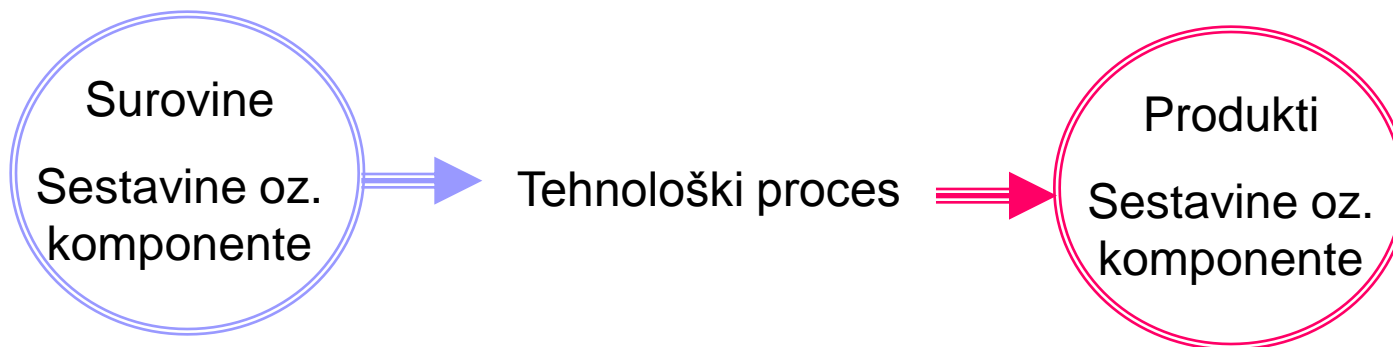 Surovine
Sestavine oz.
komponente
Tehnološki proces
Produkti
Sestavine oz.
komponente